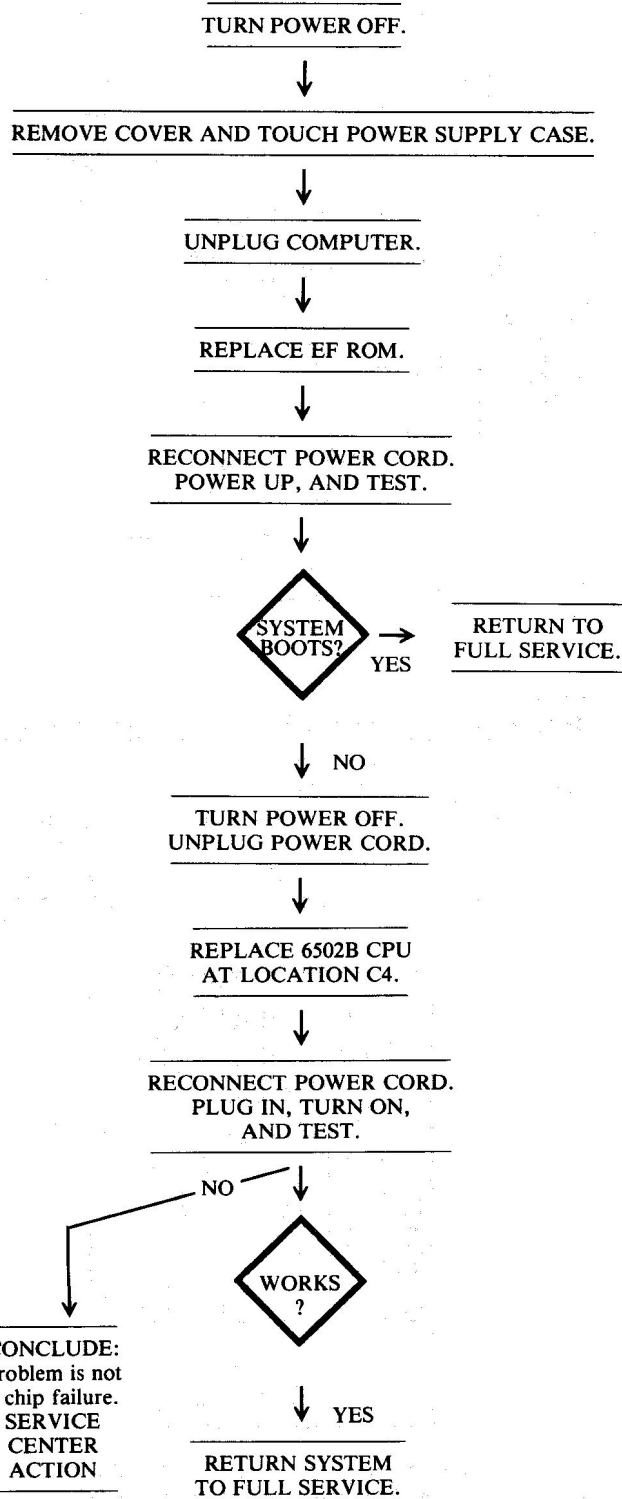 TURN POWER OFF.
REMOVE COVER AND TOUCH POWER SUPPLY CASE.
UNPLUG COMPUTER.
REPLACE EF ROM.
RECONNECT POWER CORD.
POWER UP, AND TEST.
SYSTEM
BOOTS?
YES
RETURN TO
FULL SERVICE.
NO
TURN POWER OFF.
UNPLUG POWER CORD.
REPLACE 6502B CPU
AT LOCATION C4.
RECONNECT POWER CORD.
PLUG IN, TURN ON,
AND TEST.
NO
WORKS
?
CONCLUDE:
roblem is not
chip failure.
SERVICE
CENTER
ACTION
YES
RETURN SYSTEM
TO FULL SERVICE.